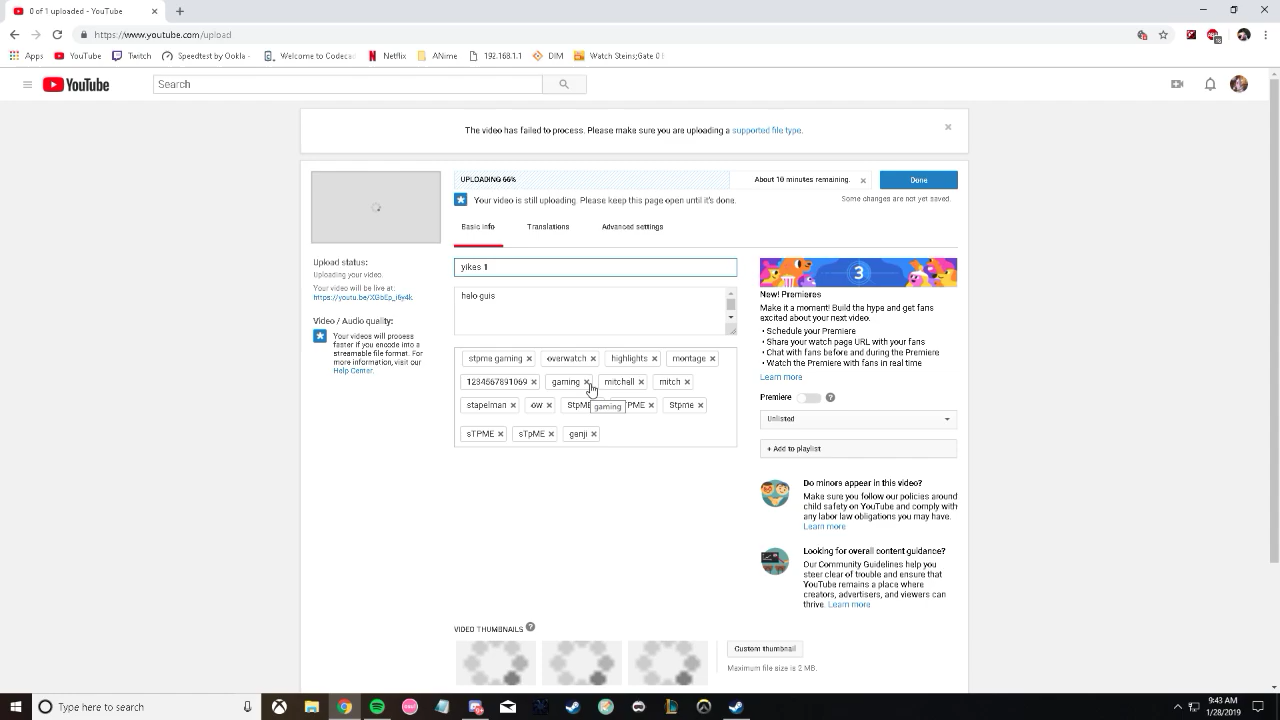 0 of 1 uploaded - YouTube
https://www.youtube.com/upload
Apps YouTube Twitch Speedtest by Ookla - Welcome to Codeca Netflix ANime 192.168.1.1 DIM Watch Steins;Gate 0 E
YouTube Search
The video has failed to process. Please make sure you are uploading a supported file type.
UPLOADING 66% About 10 minutes remaining. Done
Your video is still uploading. Please keep this page open until it's done. Some changes are not yet saved.
Basic info Translations Advanced settings
Upload status:
Uploading your video.
Your video will be live at:
Video / Audio quality:
Your videos will process
faster if you encode into a
streamable file format. For
more information, visit our
Help Center.
yikes 1
halo guis
stpme gaming overwatch highlights montage
1234567891069 gaming mitchell mitch
stapelman ow StpME PME Stpme
gaming
sTPME sTpME genji
3
New! Premieres
Make it a moment! Build the hype and get fans
excited about your next video.
• Schedule your Premiere
• Share your watch page URL with your fans
• Chat with fans before and during the Premiere
• Watch the Premiere with fans in real time
Learn more
Premiere ?
Unlisted
+ Add to playlist
Do minors appear in this video?
Make sure you follow our policies around
child safety on YouTube and comply with
any labor law obligations you may have.
Learn more
Looking for overall content guidance?
Our Community Guidelines help you
steer clear of trouble and ensure that
YouTube remains a place where
creators, advertisers, and viewers can
thrive. Learn more
VIDEO THUMBNAILS ?
Custom thumbnail
Maximum file size is 2 MB.
Type here to search
9:43 AM
1/28/2019